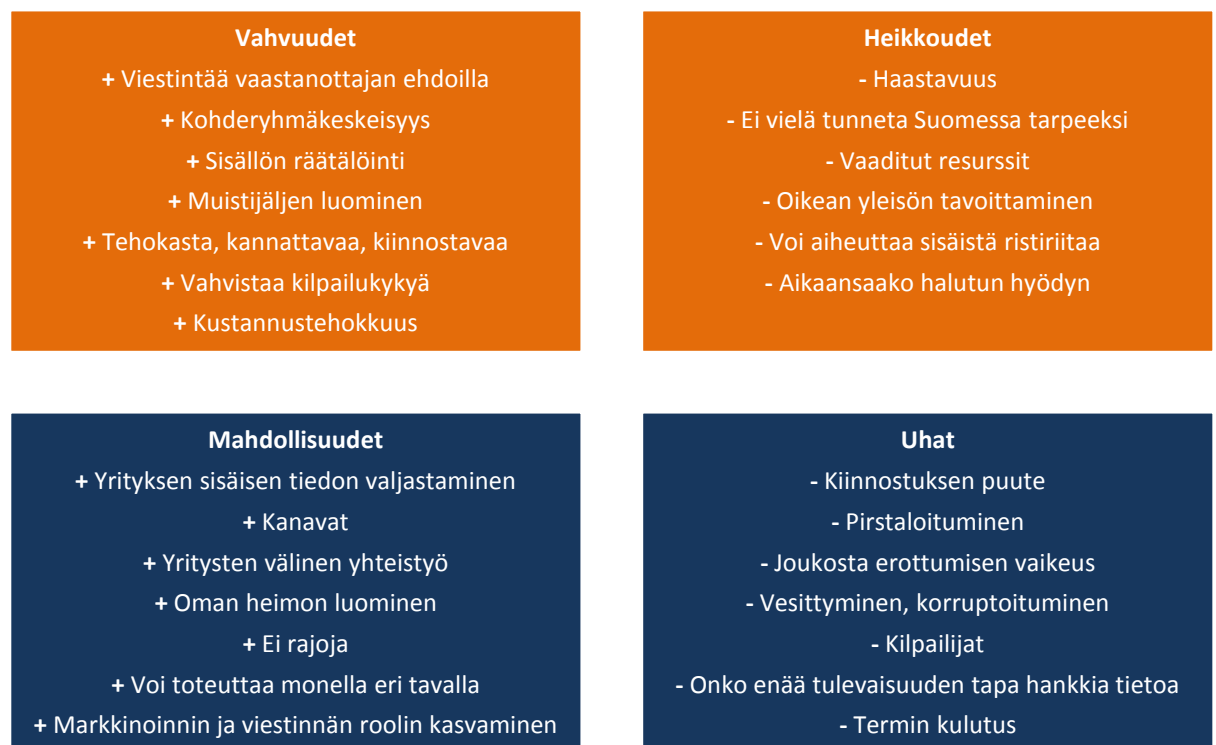 Vahvuudet
+ Viestintää vaastanottajan ehdoilla
+ Kohderyhmäkeskeisyys
+ Sisällön räätälöinti
+ Muistijäljen luominen
+ Tehokasta, kannattavaa, kiinnostavaa
+ Vahvistaa kilpailukykyä
+ Kustannustehokkuus
Heikkoudet
- Haastavuus
- Ei vielä tunneta Suomessa tarpeeksi
- Vaaditut resurssit
- Oikean yleisön tavoittaminen
- Voi aiheuttaa sisäistä ristiriitaa
- Aikaansaako halutun hyödyn
Mahdollisuudet
+ Yrityksen sisäisen tiedon valjastaminen
+ Kanavat
+ Yritysten välinen yhteistyö
+ Oman heimon luominen
+ Ei rajoja
+ Voi toteuttaa monella eri tavalla
+ Markkinoinnin ja viestinnän roolin kasvaminen
Uhat
- Kiinnostuksen puute
- Pirstaloituminen
- Joukosta erottumisen vaikeus
- Vesittyminen, korruptoituminen
- Kilpailijat
- Onko enää tulevaisuuden tapa hankkia tietoa
- Termin kulutus